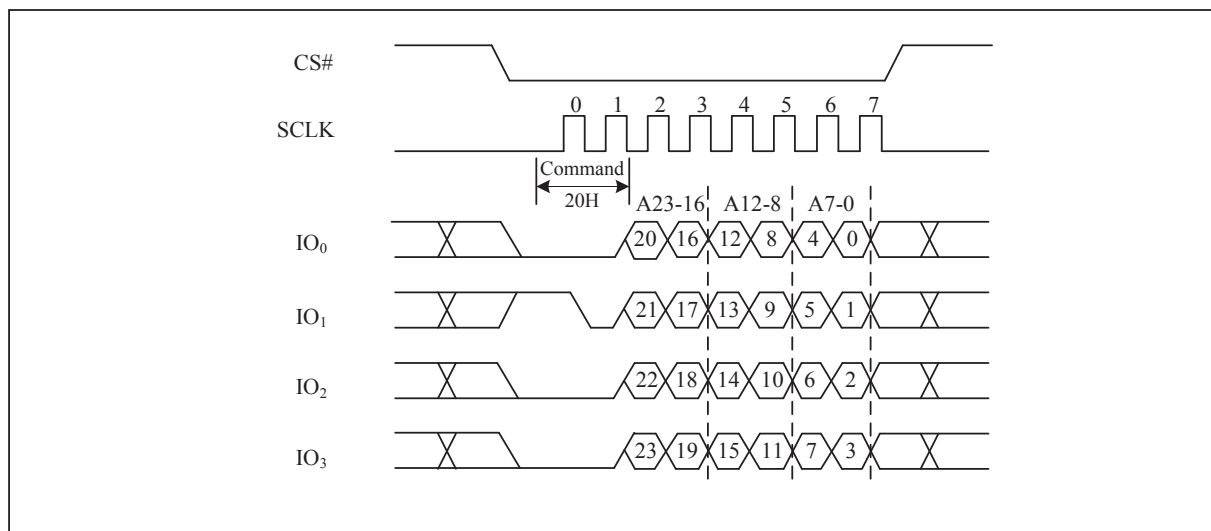 CS#
0 1 2 3 4 5 6 7
SCLK
Command
20H
A23-16 A12-8 A7-0
IO0 20 16 12 8 4 0
IO1 21 17 13 9 5 1
IO2 22 18 14 10 6 2
IO3 23 19 15 11 7 3